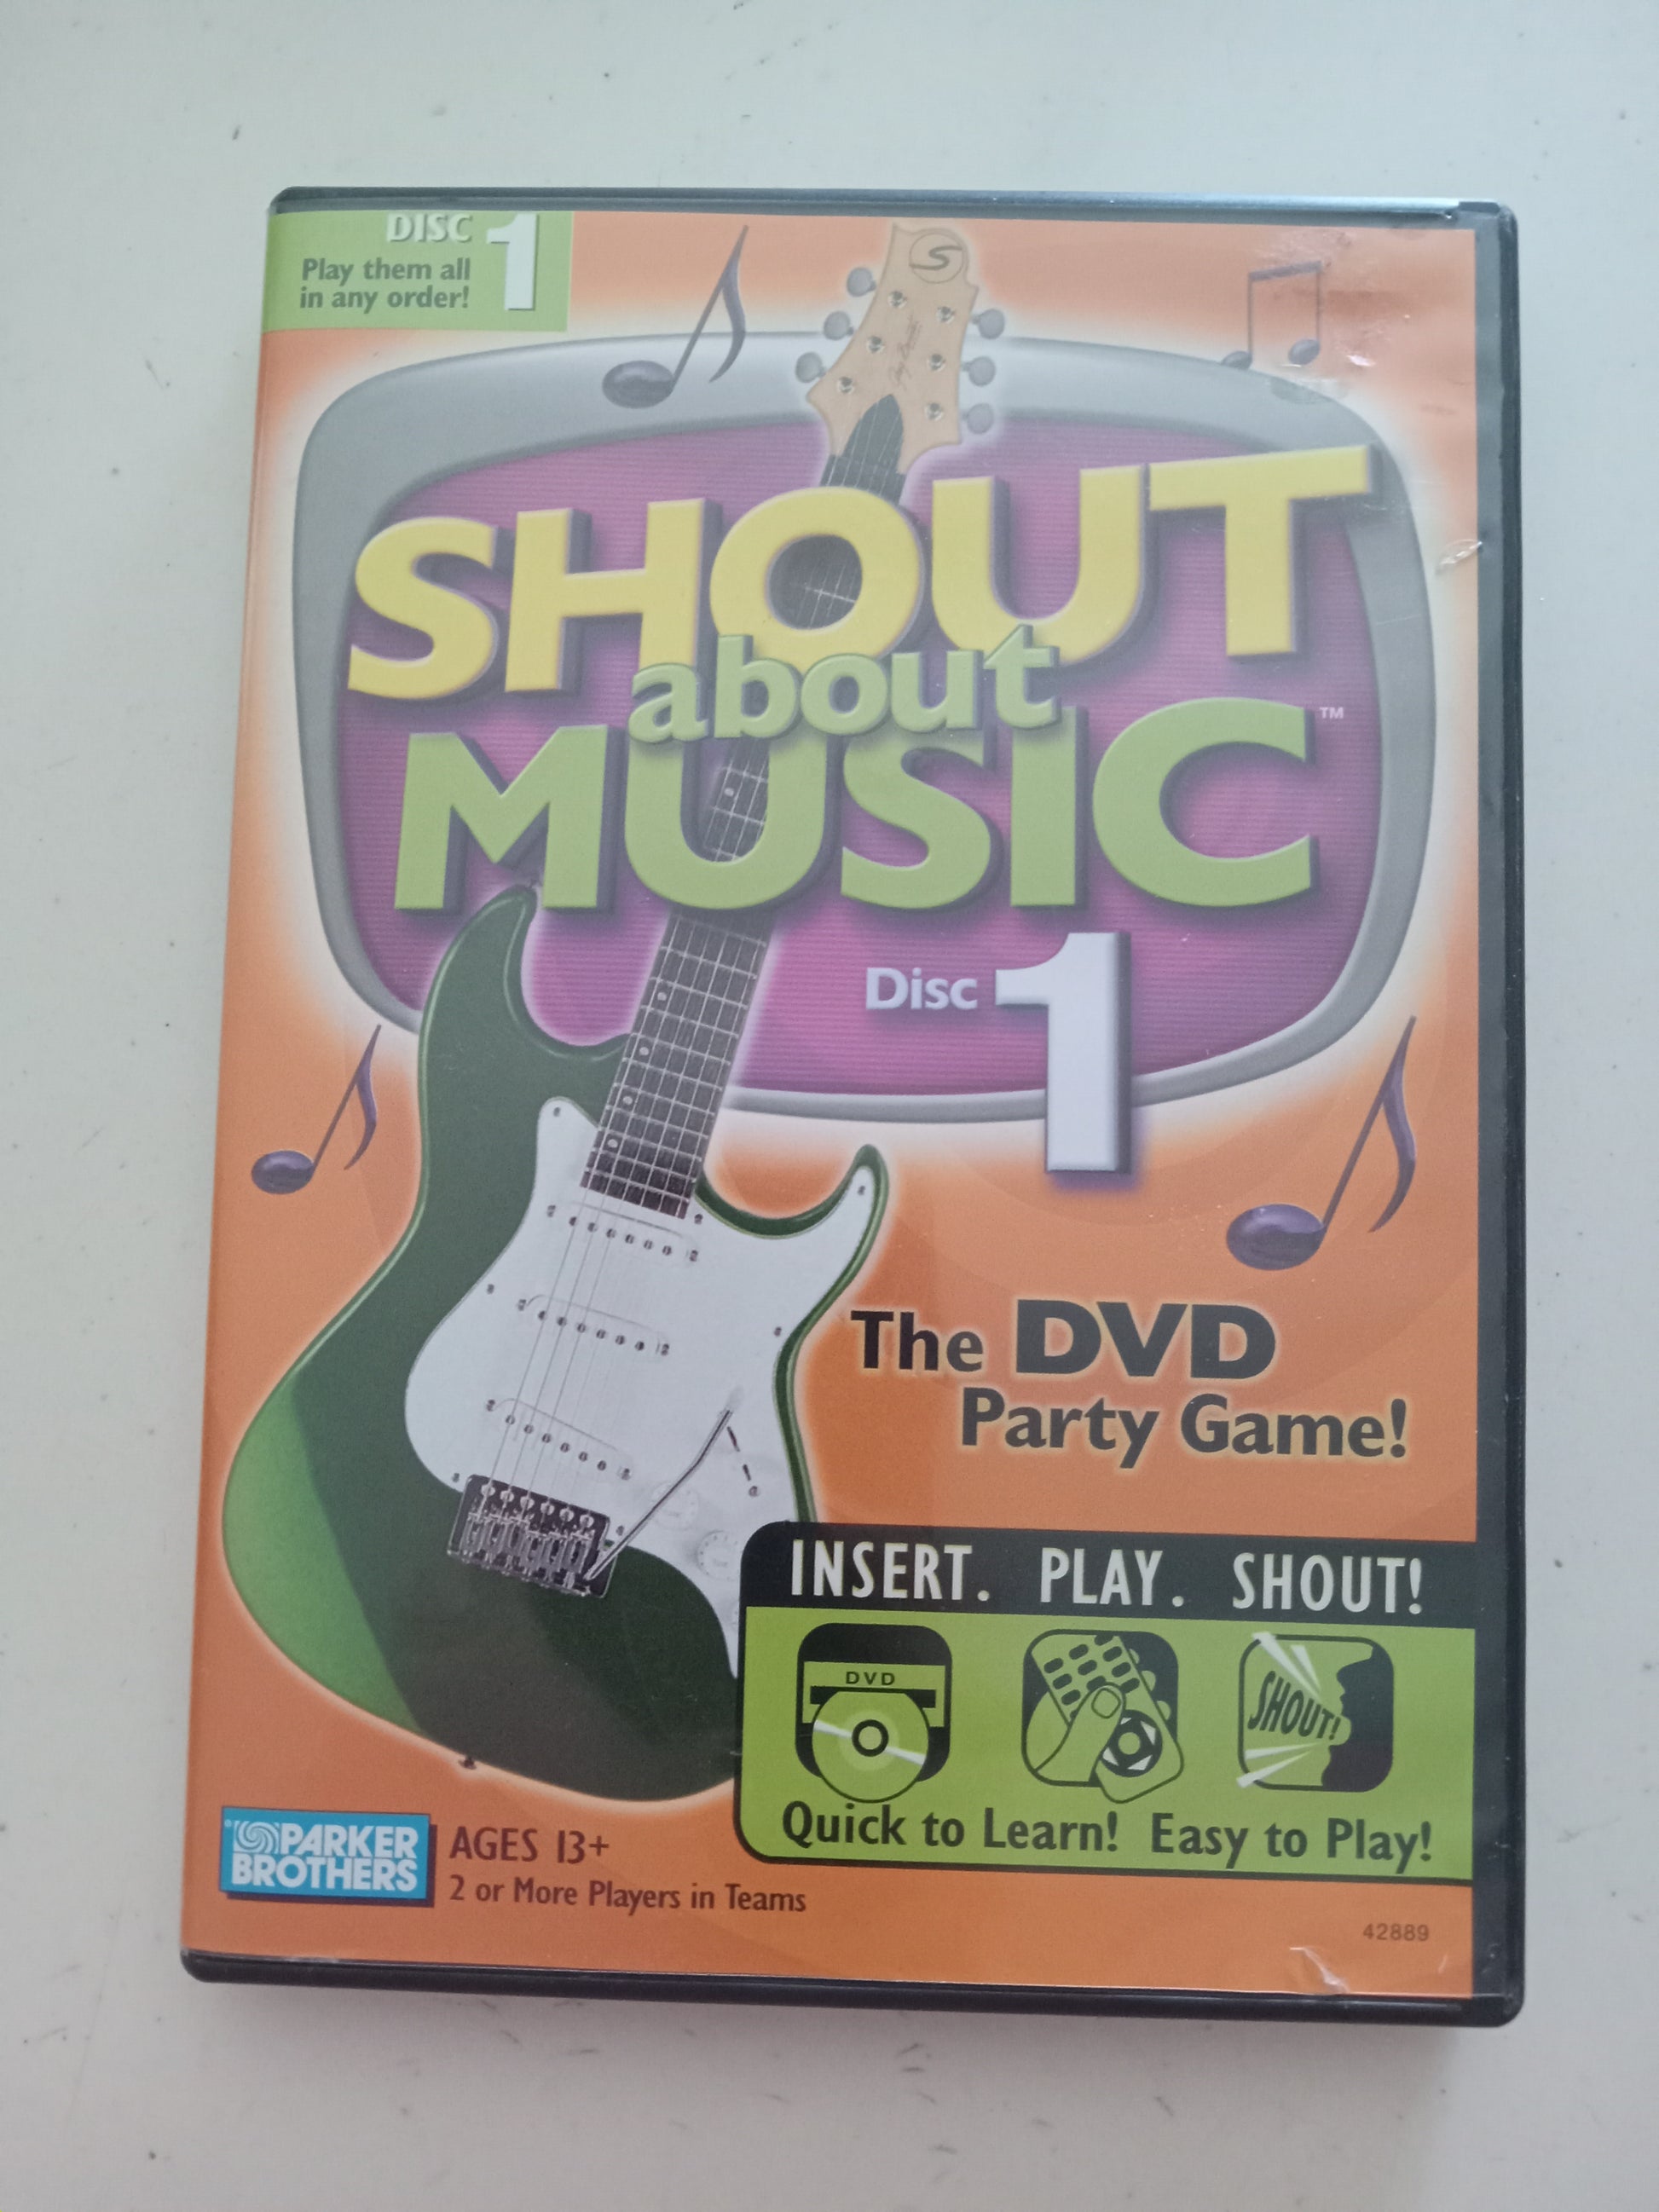 DISC 1
Play them all
in any order!
S
SHOUT
about
MUSIC™
Disc 1
The DVD
Party Game!
INSERT. PLAY. SHOUT!
DVD
SHOUT!
Quick to Learn! Easy to Play!
PARKER
BROTHERS
AGES 13+
2 or More Players in Teams
42889